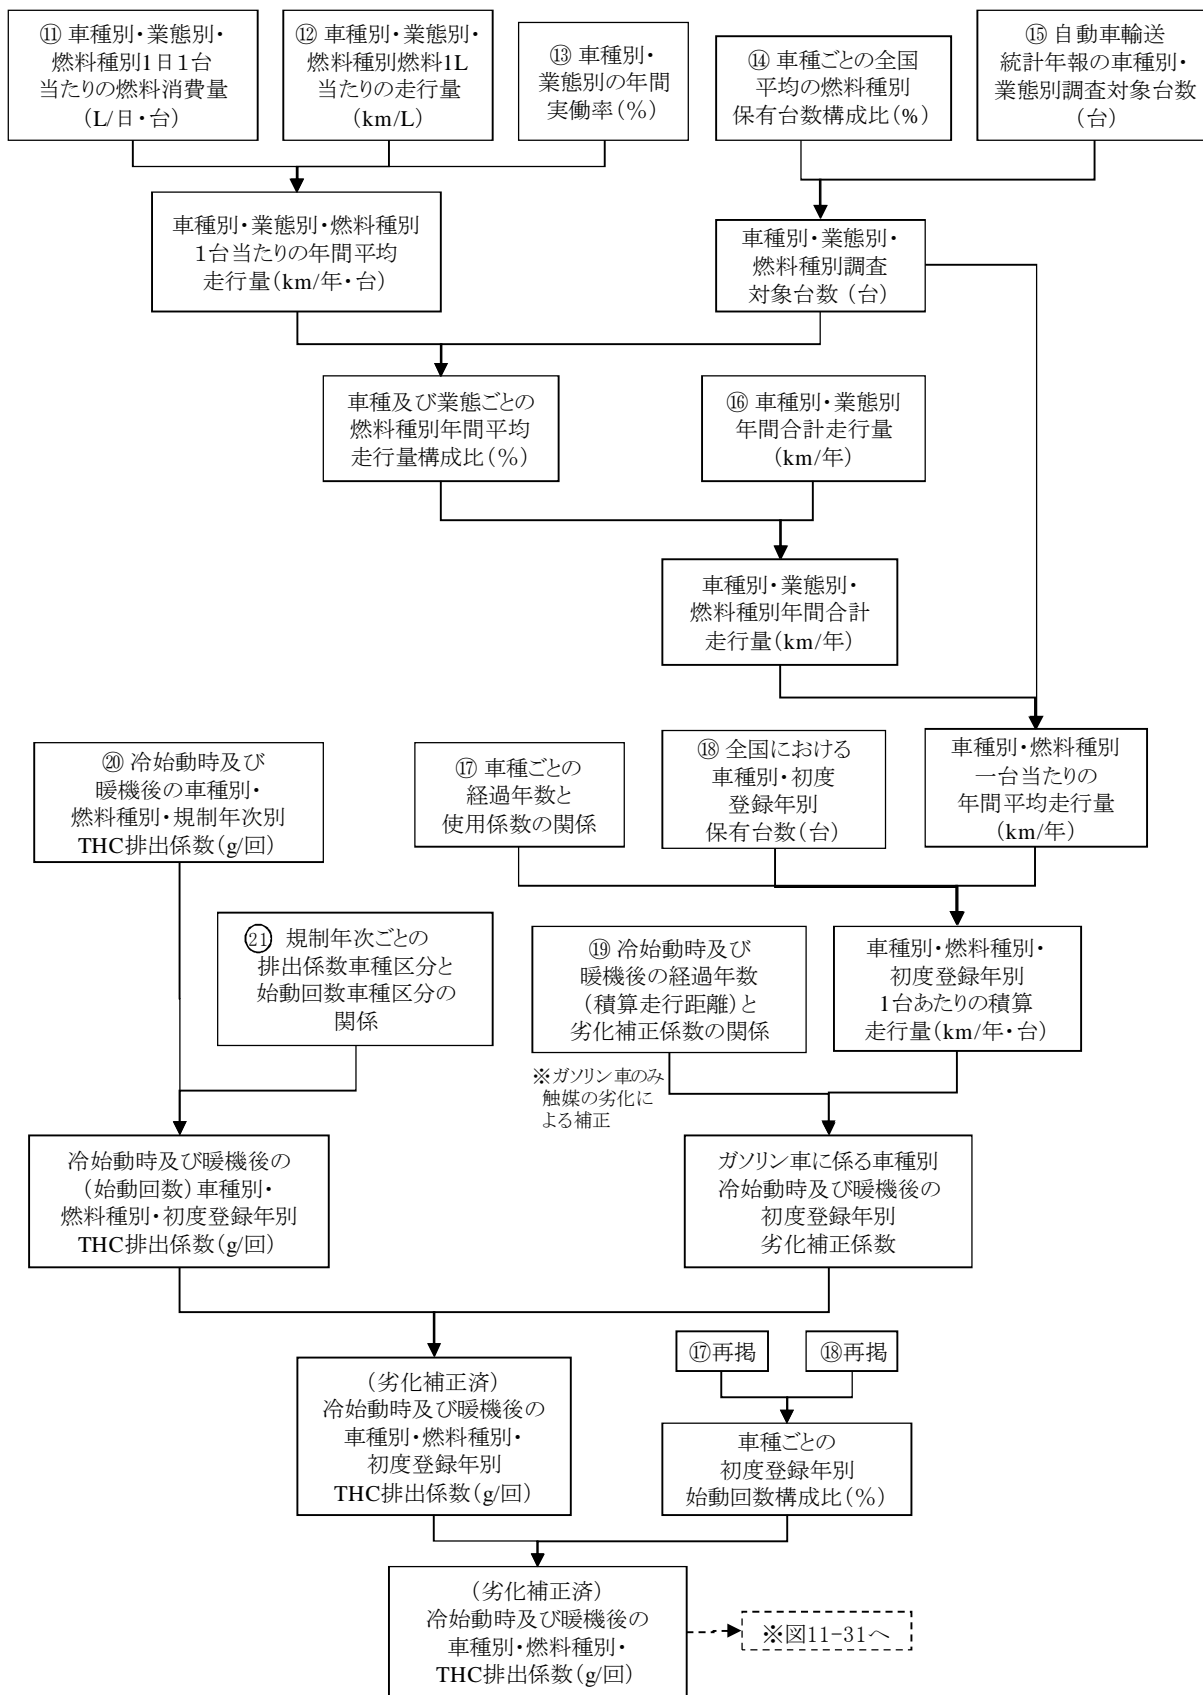 ⑪ 車種別・業態別・
燃料種別1日1台
当たりの燃料消費量
（L/日・台）
⑫ 車種別・業態別・
燃料種別燃料1L
当たりの走行量
（km/L）
⑬ 車種別・
業態別の年間
実働率（%）
⑭ 車種ごとの全国
平均の燃料種別
保有台数構成比（%）
⑮ 自動車輸送
統計年報の車種別・
業態別調査対象台数
（台）
車種別・業態別・燃料種別
１台当たりの年間平均
走行量（km/年・台）
車種別・業態別・
燃料種別調査
対象台数 （台）
車種及び業態ごとの
燃料種別年間平均
走行量構成比（％）
⑯ 車種別・業態別
年間合計走行量
（km/年）
車種別・業態別・
燃料種別年間合計
走行量（km/年）
⑳ 冷始動時及び
暖機後の車種別・
燃料種別・規制年次別
THC排出係数（g/回）
⑰ 車種ごとの
経過年数と
使用係数の関係
⑱ 全国における
車種別・初度
登録年別
保有台数（台）
車種別・燃料種別
一台当たりの
年間平均走行量
（km/年）
㉑ 規制年次ごとの
排出係数車種区分と
始動回数車種区分の
関係
⑲ 冷始動時及び
暖機後の経過年数
（積算走行距離）と
劣化補正係数の関係
車種別・燃料種別・
初度登録年別
1台あたりの積算
走行量（km/年・台）
※ガソリン車のみ
触媒の劣化に
よる補正
冷始動時及び暖機後の
（始動回数）車種別・
燃料種別・初度登録年別
THC排出係数（g/回）
ガソリン車に係る車種別
冷始動時及び暖機後の
初度登録年別
劣化補正係数
（劣化補正済）
冷始動時及び暖機後の
車種別・燃料種別・
初度登録年別
THC排出係数（g/回）
⑰再掲
⑱再掲
車種ごとの
初度登録年別
始動回数構成比（％）
（劣化補正済）
冷始動時及び暖機後の
車種別・燃料種別・
THC排出係数（g/回）
※図11-31へ